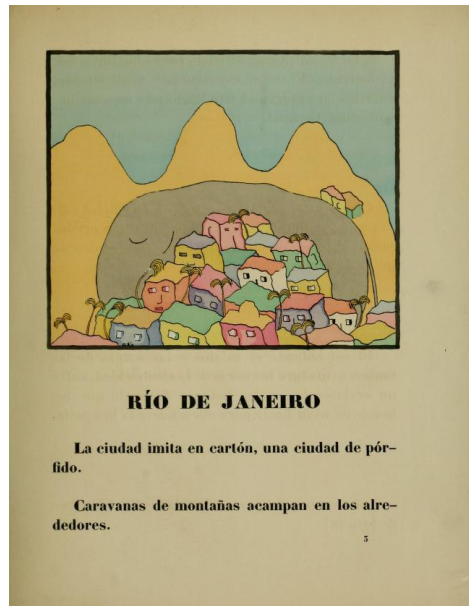 RÍO DE JANEIRO
La ciudad imita en cartón, una ciudad de pór–
fido.
Caravanas de montañas acampan en los alre–
dedores.
5